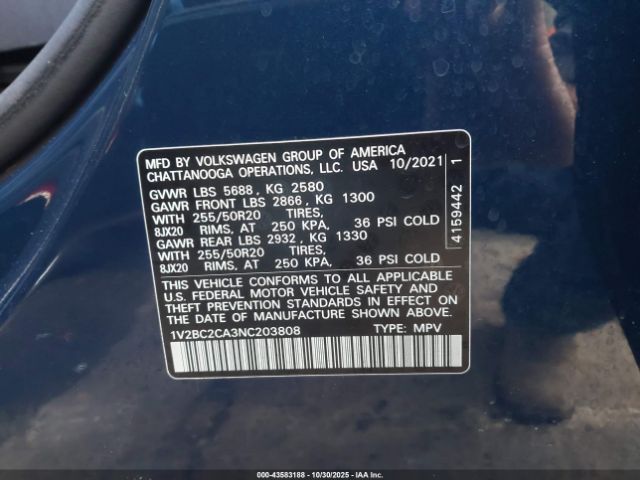 MFD BY VOLKSWAGEN GROUP OF AMERICA
CHATTANOOGA OPERATIONS, LLC. USA 10/2021
GVWR LBS 5688 , KG 2580
GAWR FRONT LBS 2866 , KG 1300
WITH 255/50R20 TIRES,
8JX20 RIMS, AT 250 KPA, 36 PSI COLD
GAWR REAR LBS 2932 , KG 1330
WITH 255/50R20 TIRES,
8JX20 RIMS, AT 250 KPA, 36 PSI COLD
THIS VEHICLE CONFORMS TO ALL APPLICABLE
U.S. FEDERAL MOTOR VEHICLE SAFETY AND
THEFT PREVENTION STANDARDS IN EFFECT ON
THE DATE OF MANUFACTURE SHOWN ABOVE.
1V2BC2CA3NC203808 TYPE: MPV
4159442 1
000-43583188 - 10/30/2025 - IAAI.com